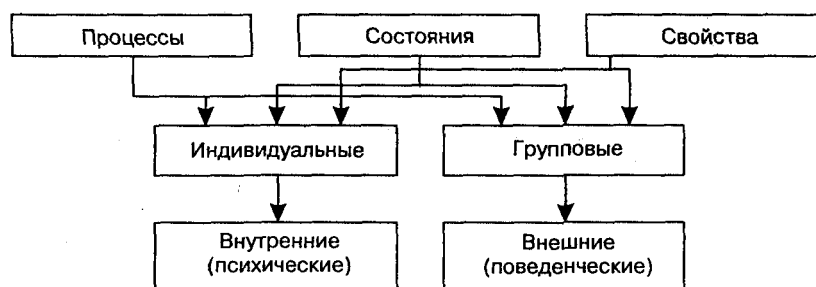 Процессы
Состояния
Свойства
Индивидуальные
Групповые
Внутренние
(психические)
Внешние
(поведенческие)